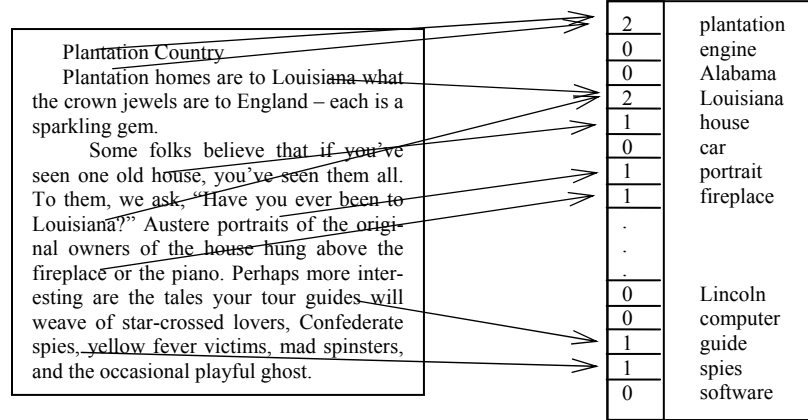 Plantation Country
Plantation homes are to Louisiana what
the crown jewels are to England – each is a
sparkling gem.
Some folks believe that if you’ve
seen one old house, you’ve seen them all.
To them, we ask, “Have you ever been to
Louisiana?” Austere portraits of the origi-
nal owners of the house hung above the
fireplace or the piano. Perhaps more inter-
esting are the tales your tour guides will
weave of star-crossed lovers, Confederate
spies, yellow fever victims, mad spinsters,
and the occasional playful ghost.
2 plantation
0 engine
0 Alabama
2 Louisiana
1 house
0 car
1 portrait
1 fireplace
.
.
.
0 Lincoln
0 computer
1 guide
1 spies
0 software